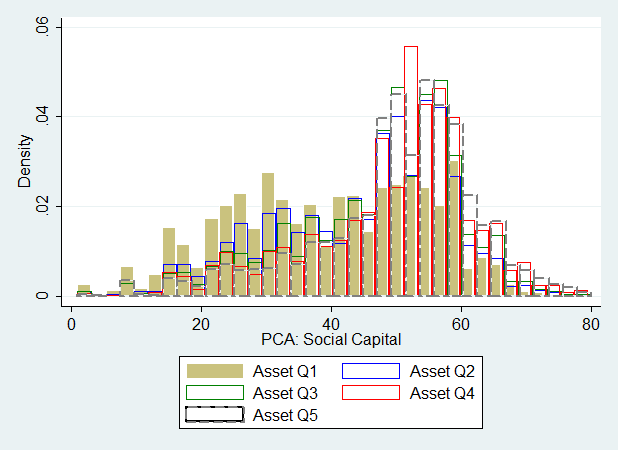 .06
.04
.02
0
Density
0 20 40 60 80
PCA: Social Capital
Asset Q1 Asset Q2
Asset Q3 Asset Q4
Asset Q5